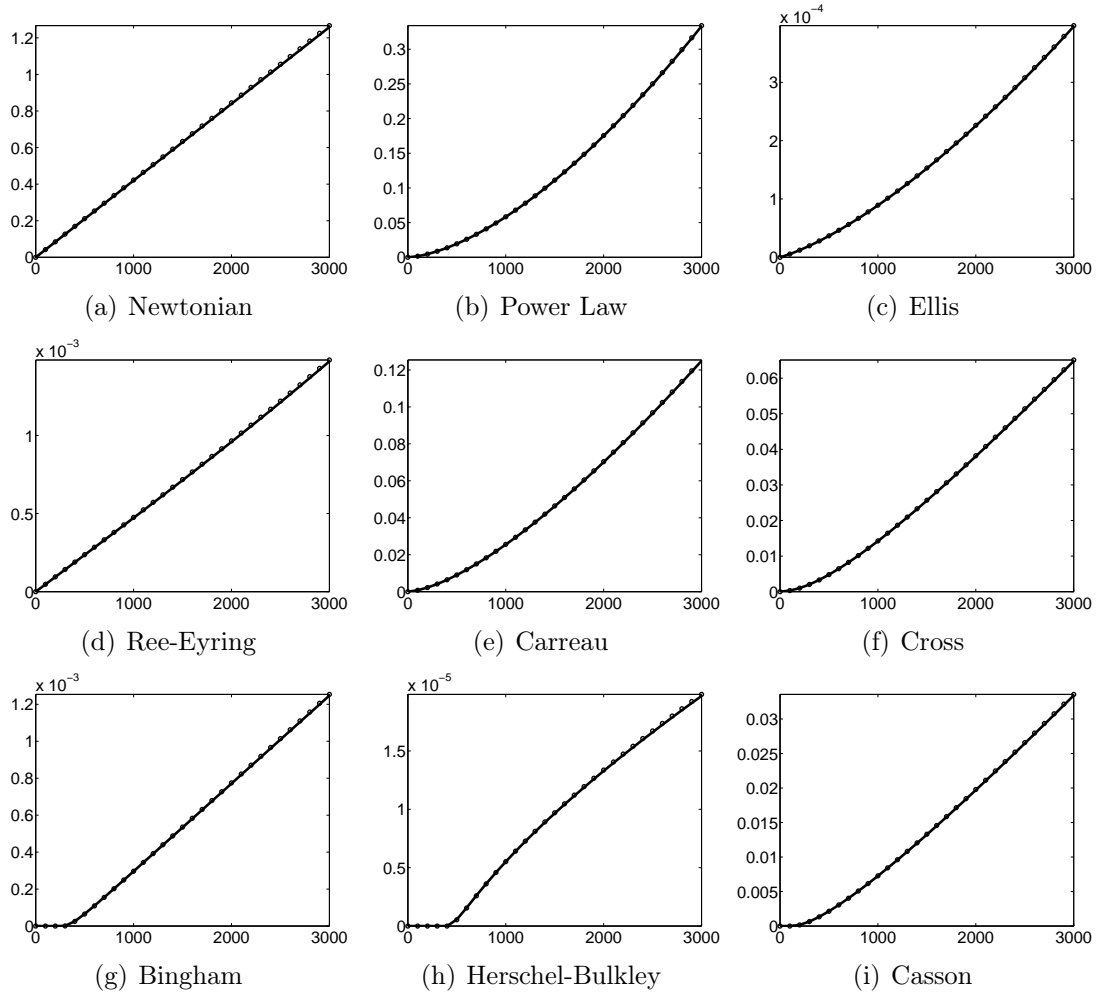 1.2
1
0.8
0.6
0.4
0.2
0
0 1000 2000 3000
(a) Newtonian
0.3
0.25
0.2
0.15
0.1
0.05
0
0 1000 2000 3000
(b) Power Law
x 10⁻⁴
4
2
0
0 1000 2000 3000
(c) Ellis
x 10⁻³
1
0.5
0
0 1000 2000 3000
(d) Ree-Eyring
0.12
0.1
0.08
0.06
0.04
0.02
0
0 1000 2000 3000
(e) Carreau
0.06
0.05
0.04
0.03
0.02
0.01
0
0 1000 2000 3000
(f) Cross
x 10⁻³
1.2
1
0.8
0.6
0.4
0.2
0
0 1000 2000 3000
(g) Bingham
x 10⁻⁵
1.5
1
0.5
0
0 1000 2000 3000
(h) Herschel-Bulkley
0.03
0.025
0.02
0.015
0.01
0.005
0
0 1000 2000 3000
(i) Casson